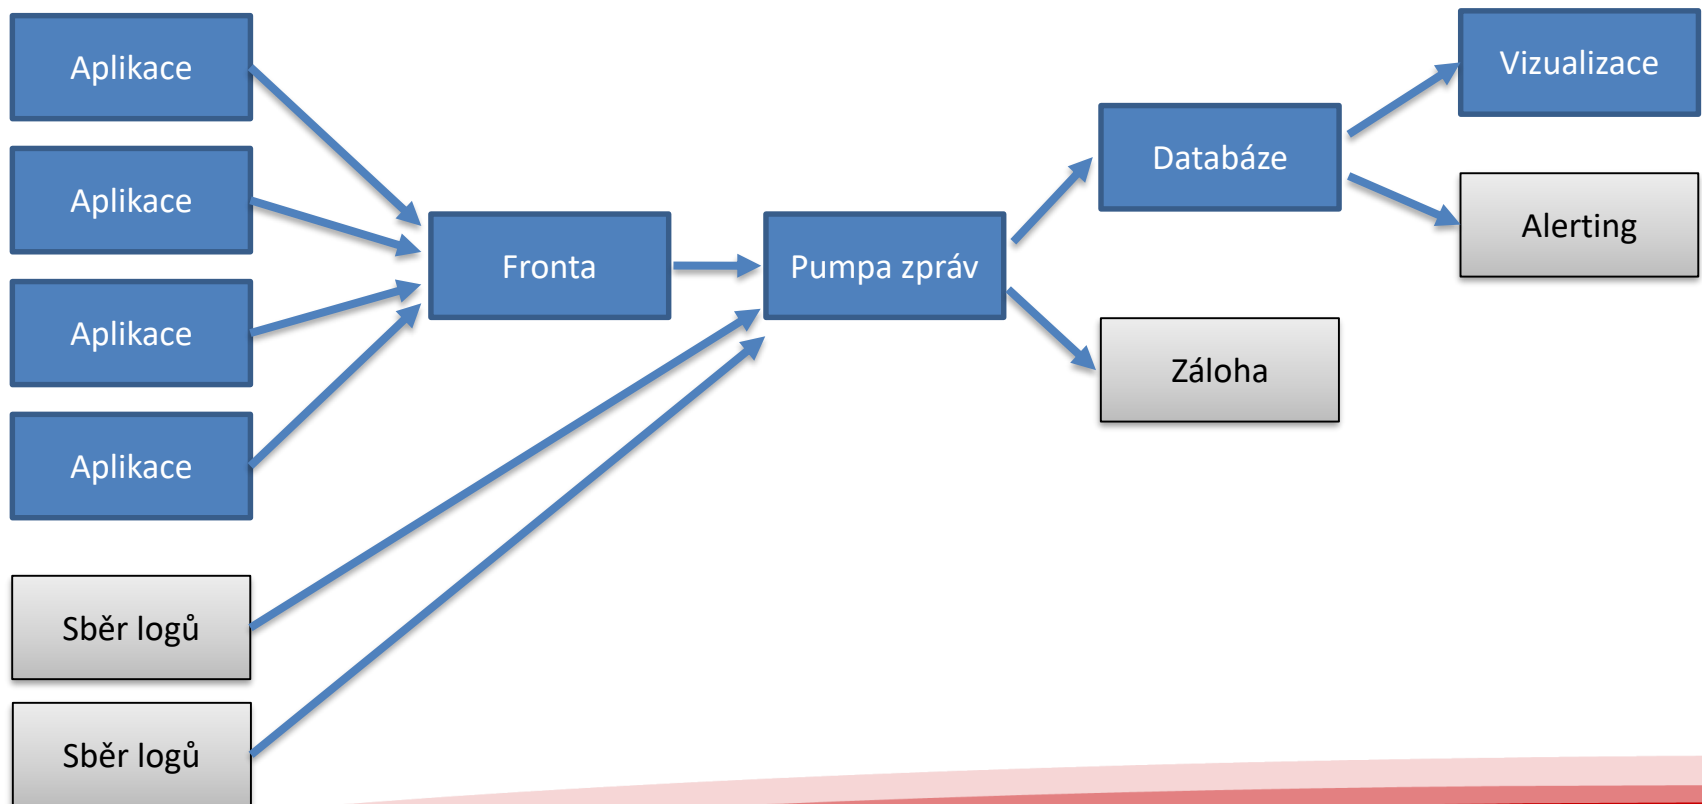 Aplikace
Aplikace
Aplikace
Aplikace
Sběr logů
Sběr logů
Fronta
Pumpa zpráv
Databáze
Záloha
Vizualizace
Alerting